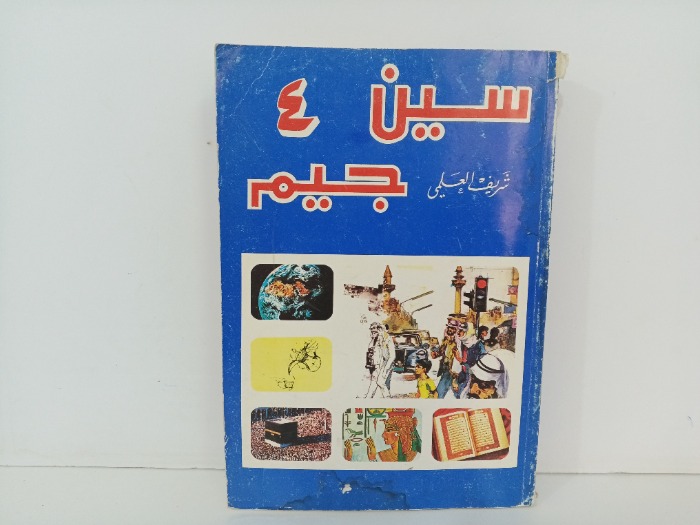 سين ٤
جيم
شريف العلمي